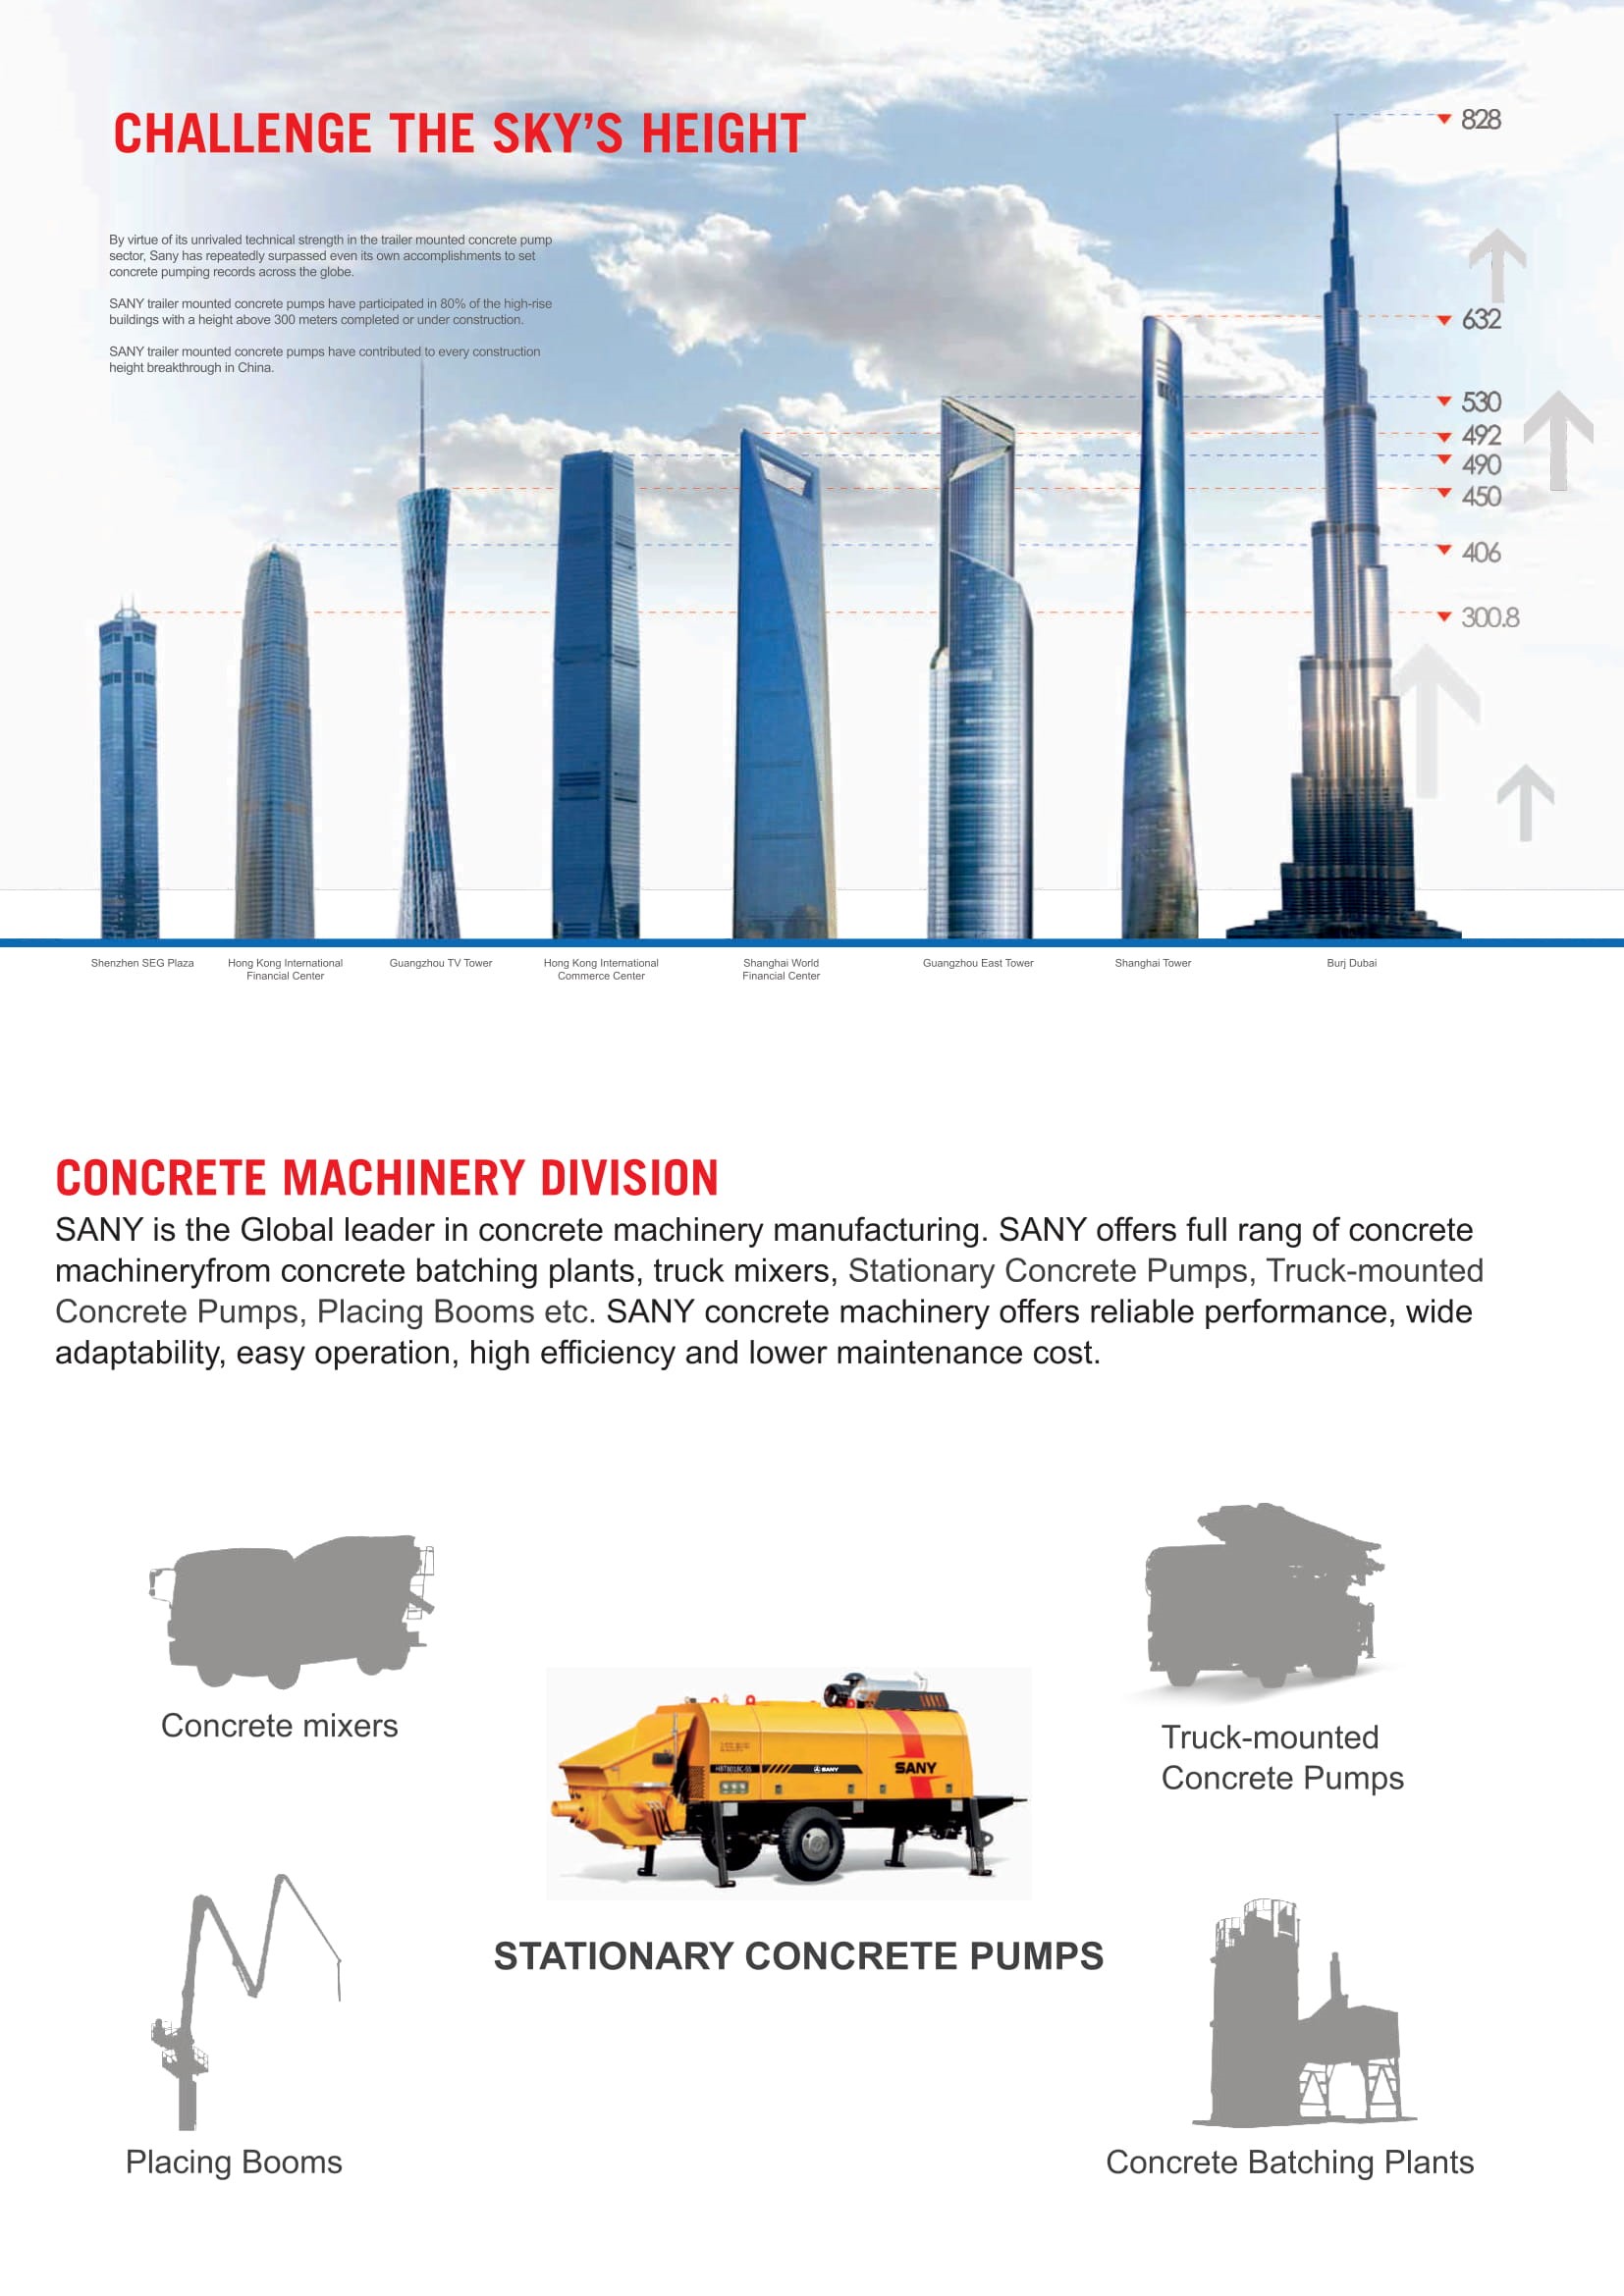 CHALLENGE THE SKY'S HEIGHT
By virtue of its unrivaled technical strength in the trailer mounted concrete pump
sector, Sany has repeatedly surpassed even its own accomplishments to set
concrete pumping records across the globe.
SANY trailer mounted concrete pumps have participated in 80% of the high-rise
buildings with a height above 300 meters completed or under construction.
SANY trailer mounted concrete pumps have contributed to every construction
height breakthrough in China.
828
632
530
492
490
450
406
300.8
Shenzhen SEG Plaza
Hong Kong International
Financial Center
Guangzhou TV Tower
Hong Kong International
Commerce Center
Shanghai World
Financial Center
Guangzhou East Tower
Shanghai Tower
Burj Dubai
CONCRETE MACHINERY DIVISION
SANY is the Global leader in concrete machinery manufacturing. SANY offers full rang of concrete
machineryfrom concrete batching plants, truck mixers, Stationary Concrete Pumps, Truck-mounted
Concrete Pumps, Placing Booms etc. SANY concrete machinery offers reliable performance, wide
adaptability, easy operation, high efficiency and lower maintenance cost.
Concrete mixers
Truck-mounted
Concrete Pumps
SANY
SANY
STATIONARY CONCRETE PUMPS
Placing Booms
Concrete Batching Plants